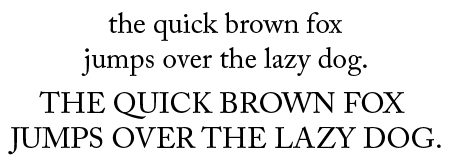 the quick brown fox
jumps over the lazy dog.
THE QUICK BROWN FOX
JUMPS OVER THE LAZY DOG.